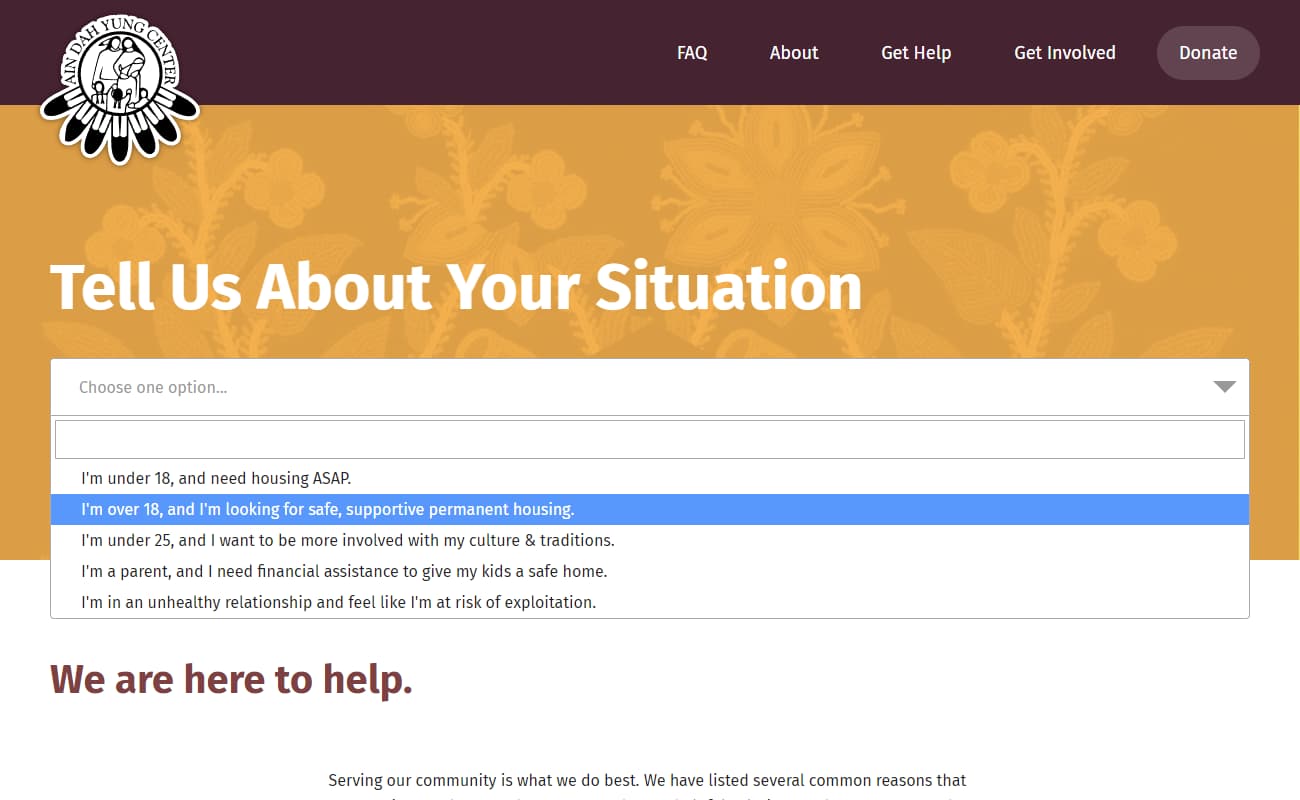 AIN DAH YUNG CENTER
FAQ
About
Get Help
Get Involved
Donate
Tell Us About Your Situation
Choose one option...
I'm under 18, and need housing ASAP.
I'm over 18, and I'm looking for safe, supportive permanent housing.
I'm under 25, and I want to be more involved with my culture & traditions.
I'm a parent, and I need financial assistance to give my kids a safe home.
I'm in an unhealthy relationship and feel like I'm at risk of exploitation.
We are here to help.
Serving our community is what we do best. We have listed several common reasons that